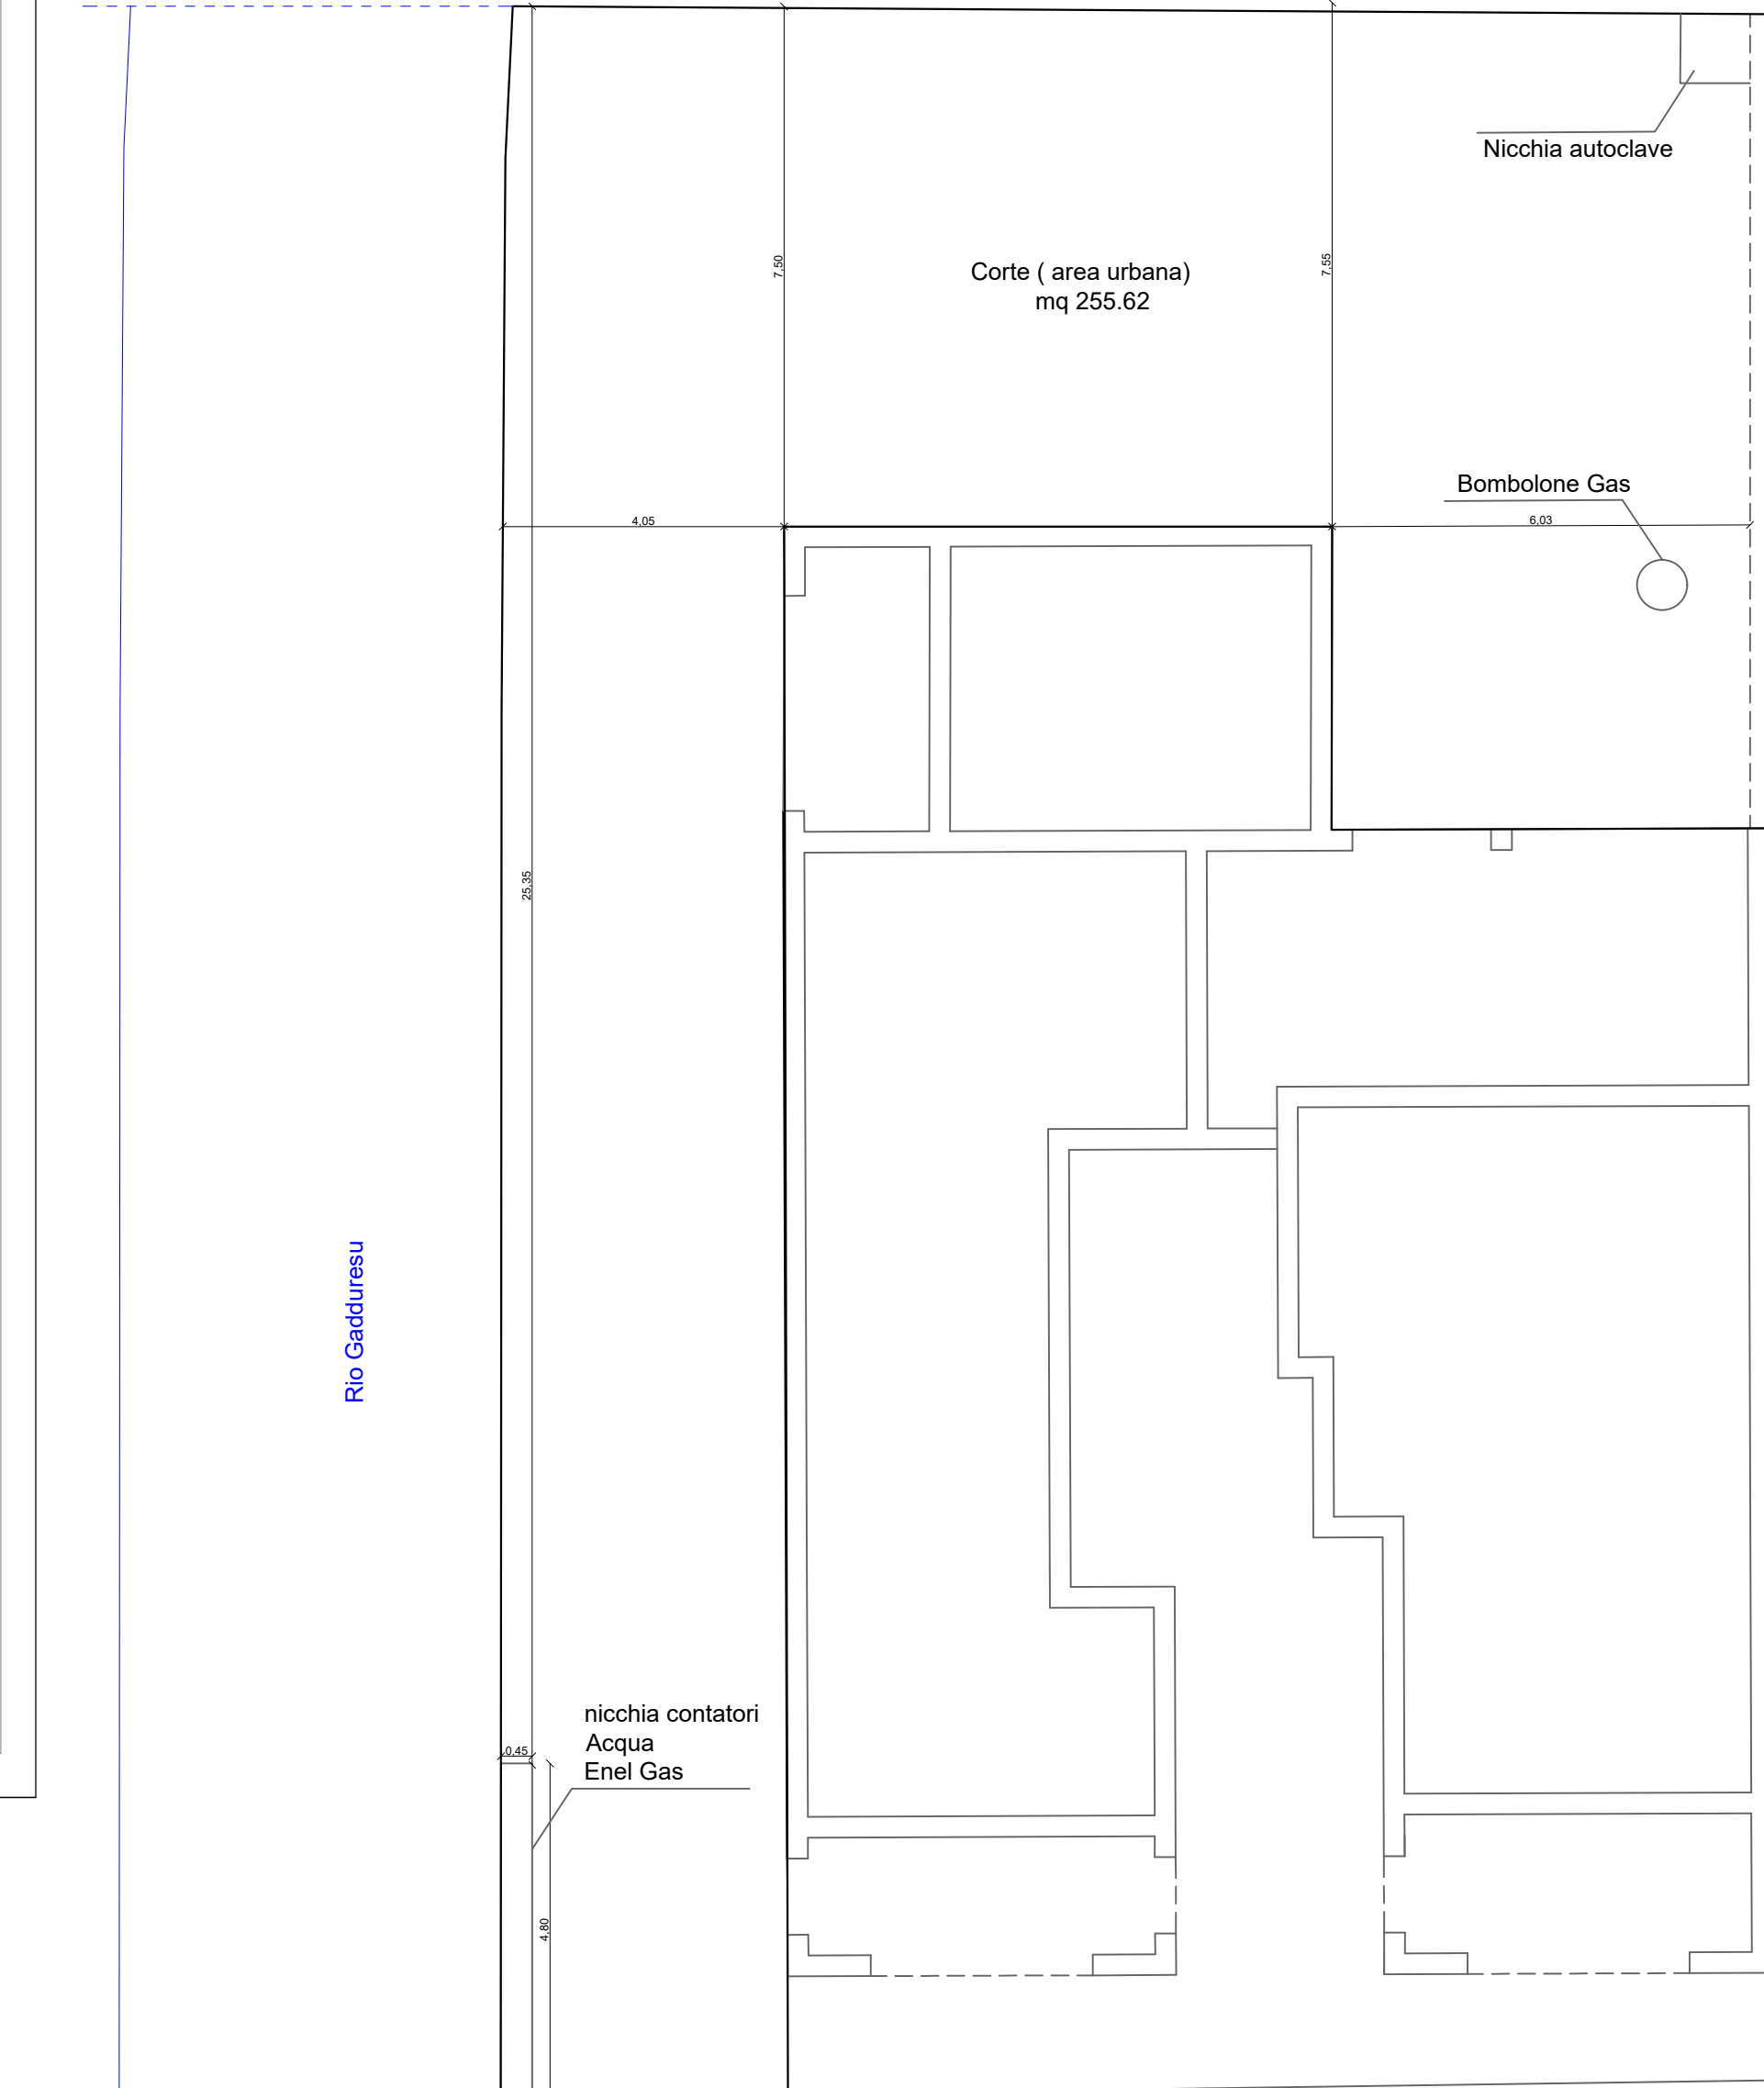 Nicchia autoclave
7,50
7,55
Corte ( area urbana)
mq 255.62
Bombolone Gas
4,05
6,03
25,35
Rio Gadduresu
nicchia contatori
Acqua
Enel Gas
0,45
4,80